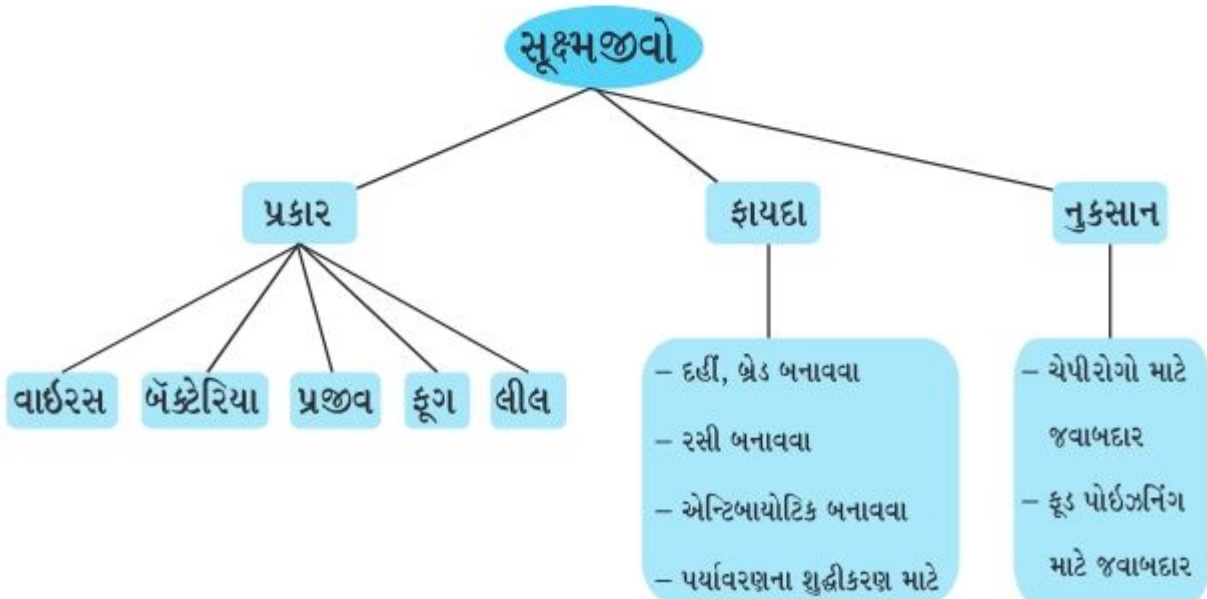 સૂક્ષ્મજીવો
પ્રકાર
ફાયદા
નુકસાન
વાઇરસ
બૅક્ટેરિયા
પ્રજીવ
ફૂગ
લીલ
– દહીં, બ્રેડ બનાવવા
– રસી બનાવવા
– એન્ટિબાયોટિક બનાવવા
– પર્યાવરણના શુદ્ધીકરણ માટે
– ચેપીરોગો માટે
જવાબદાર
– ફૂડ પોઇઝનિંગ
માટે જવાબદાર